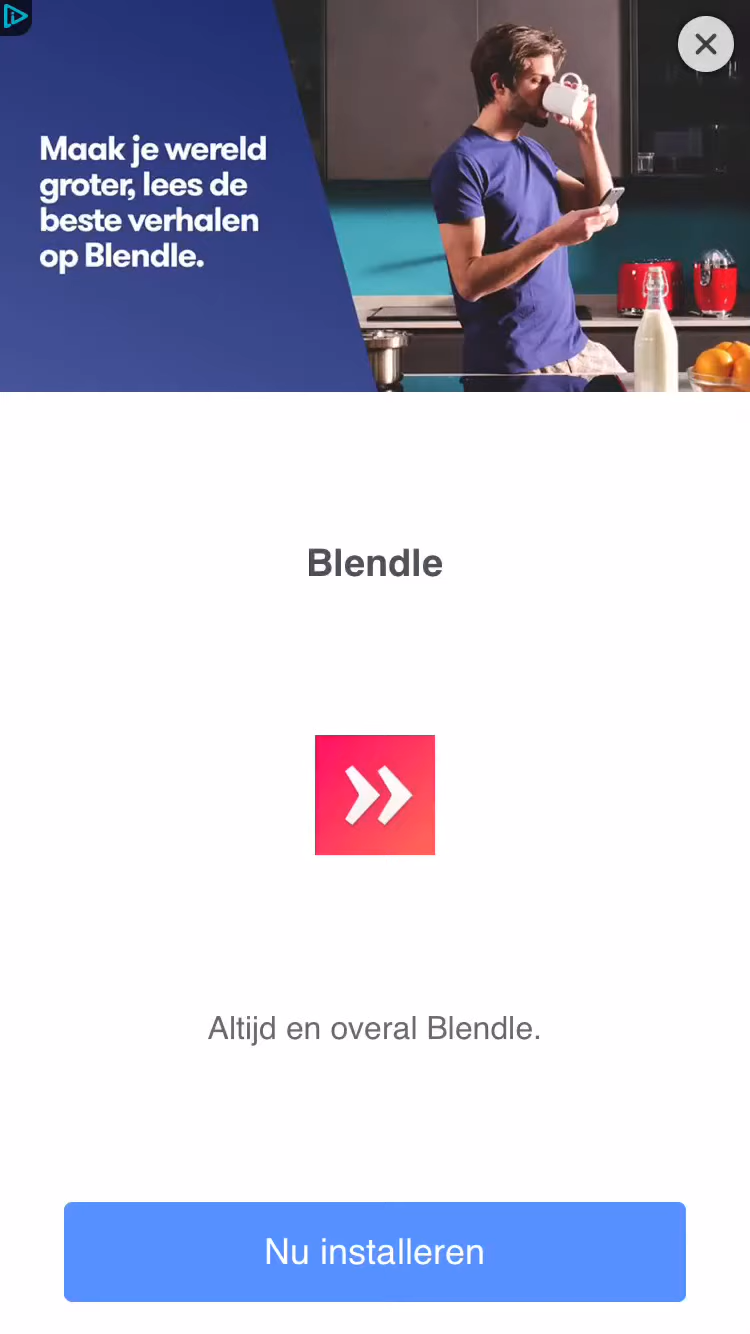 Maak je wereld
groter, lees de
beste verhalen
op Blendle.
Blendle
Altijd en overal Blendle.
Nu installeren